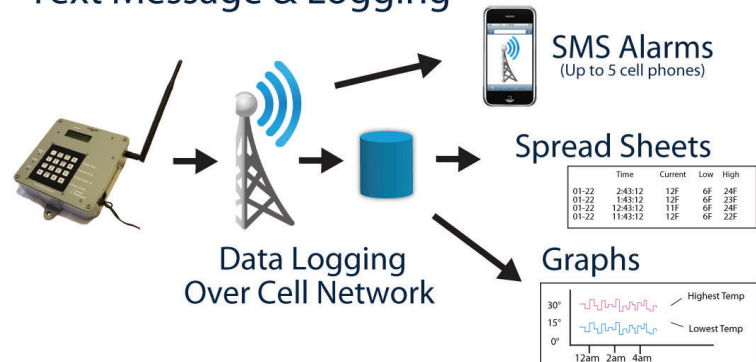 Text Message & Logging
SMS Alarms
(Up to 5 cell phones)
Spread Sheets
Time Current Low High
01-22 2:43:12 12F 6F 24F
01-22 1:43:12 12F 6F 23F
01-22 12:43:12 11F 6F 24F
01-22 11:43:12 12F 6F 22F
Data Logging
Over Cell Network
Graphs
30°
15°
0°
Highest Temp
Lowest Temp
12am 2am 4am